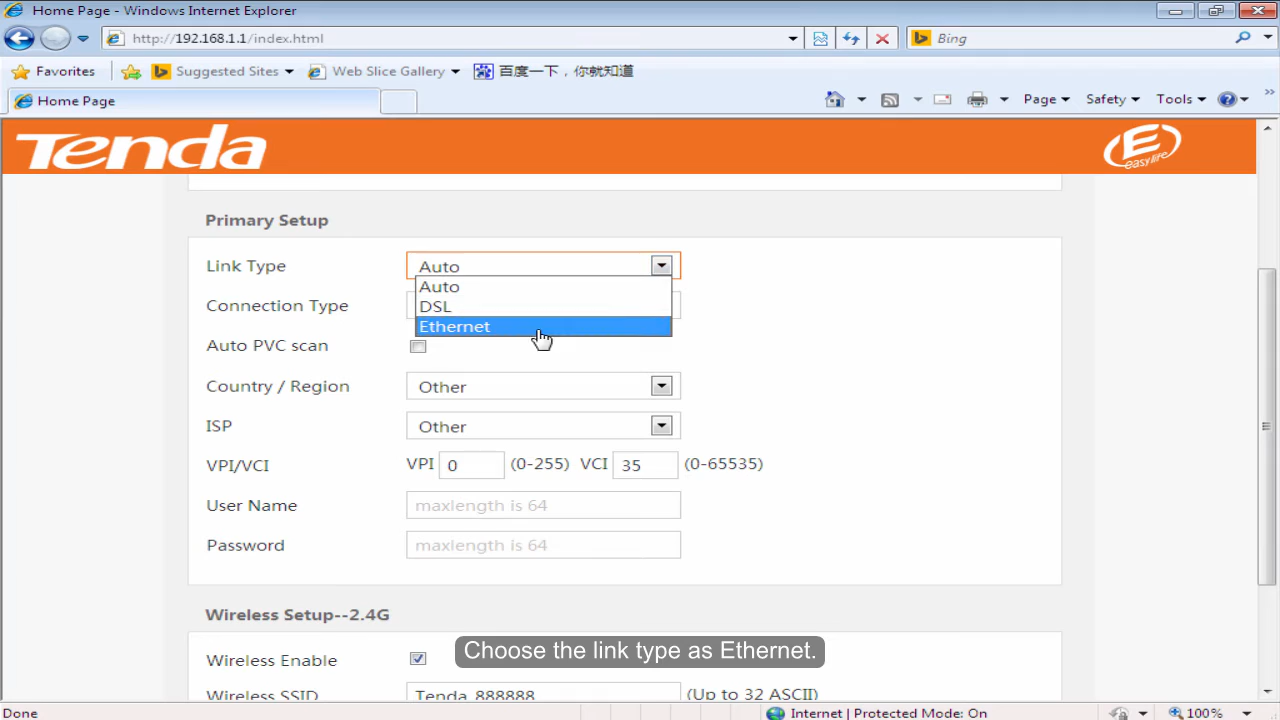 Home Page - Windows Internet Explorer
http://192.168.1.1/index.html
Bing
Favorites Suggested Sites Web Slice Gallery 百度一下，你就知道
Home Page Page Safety Tools
Tenda
E easy life
Primary Setup
Link Type Auto
Auto
Connection Type
DSL
Ethernet
Auto PVC scan
Country / Region Other
ISP Other
VPI/VCI VPI 0 (0-255) VCI 35 (0-65535)
User Name maxlength is 64
Password maxlength is 64
Wireless Setup--2.4G
Choose the link type as Ethernet.
Wireless Enable
Wireless SSID Tenda_888888 (Up to 32 ASCII)
Done Internet | Protected Mode: On 100%